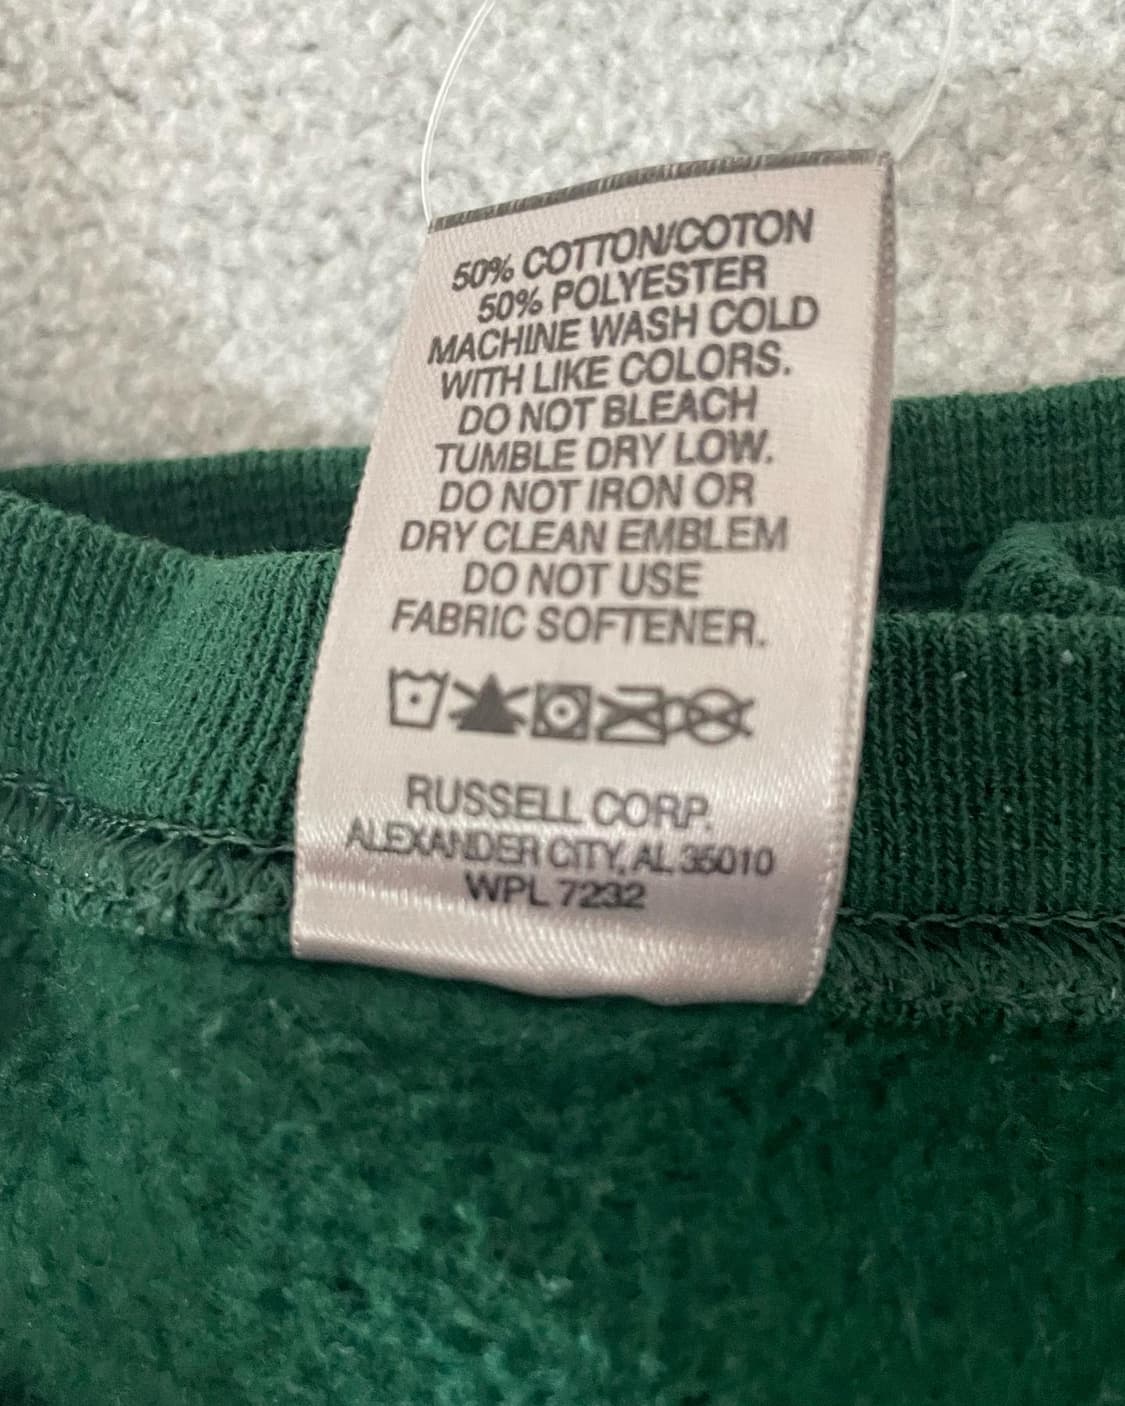 50% COTTON/COTON
50% POLYESTER
MACHINE WASH COLD
WITH LIKE COLORS.
DO NOT BLEACH
TUMBLE DRY LOW.
DO NOT IRON OR
DRY CLEAN EMBLEM
DO NOT USE
FABRIC SOFTENER.
RUSSELL CORP.
ALEXANDER CITY, AL 35010
WPL 7232